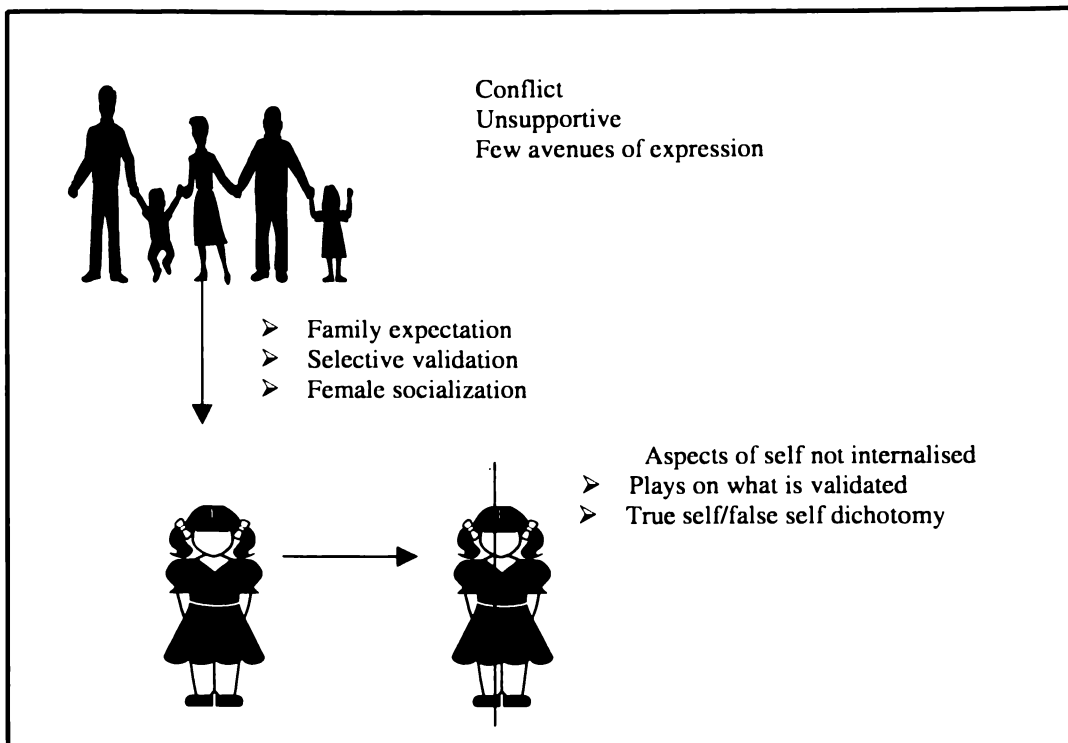 Conflict
Unsupportive
Few avenues of expression
➢ Family expectation
➢ Selective validation
➢ Female socialization
Aspects of self not internalised
➢ Plays on what is validated
➢ True self/false self dichotomy